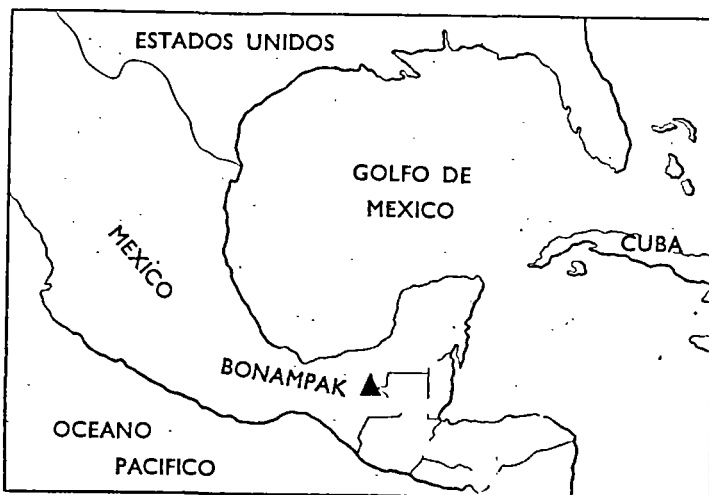 ESTADOS UNIDOS
GOLFO DE
MEXICO
CUBA
MEXICO
BONAMPAK
OCEANO
PACIFICO